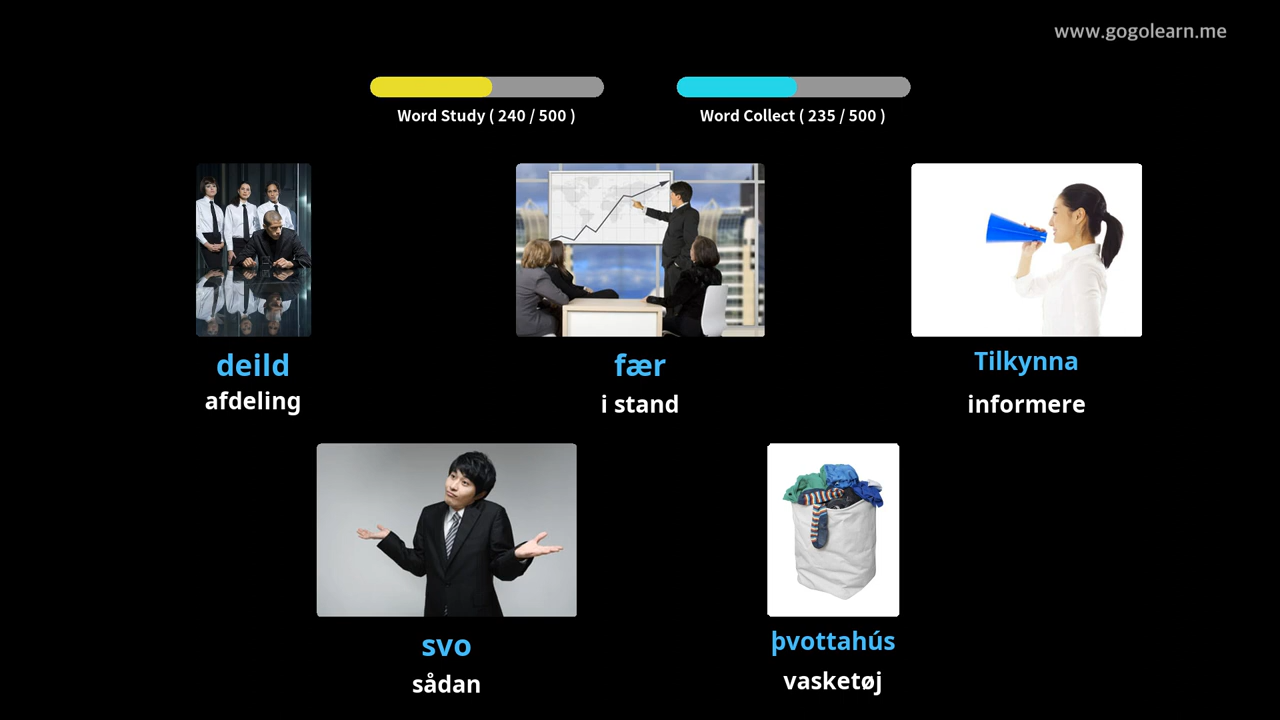 www.gogolearn.me
Word Study ( 240 / 500 )
Word Collect ( 235 / 500 )
deild
afdeling
fær
i stand
Tilkynna
informere
svo
sådan
þvottahús
vasketøj